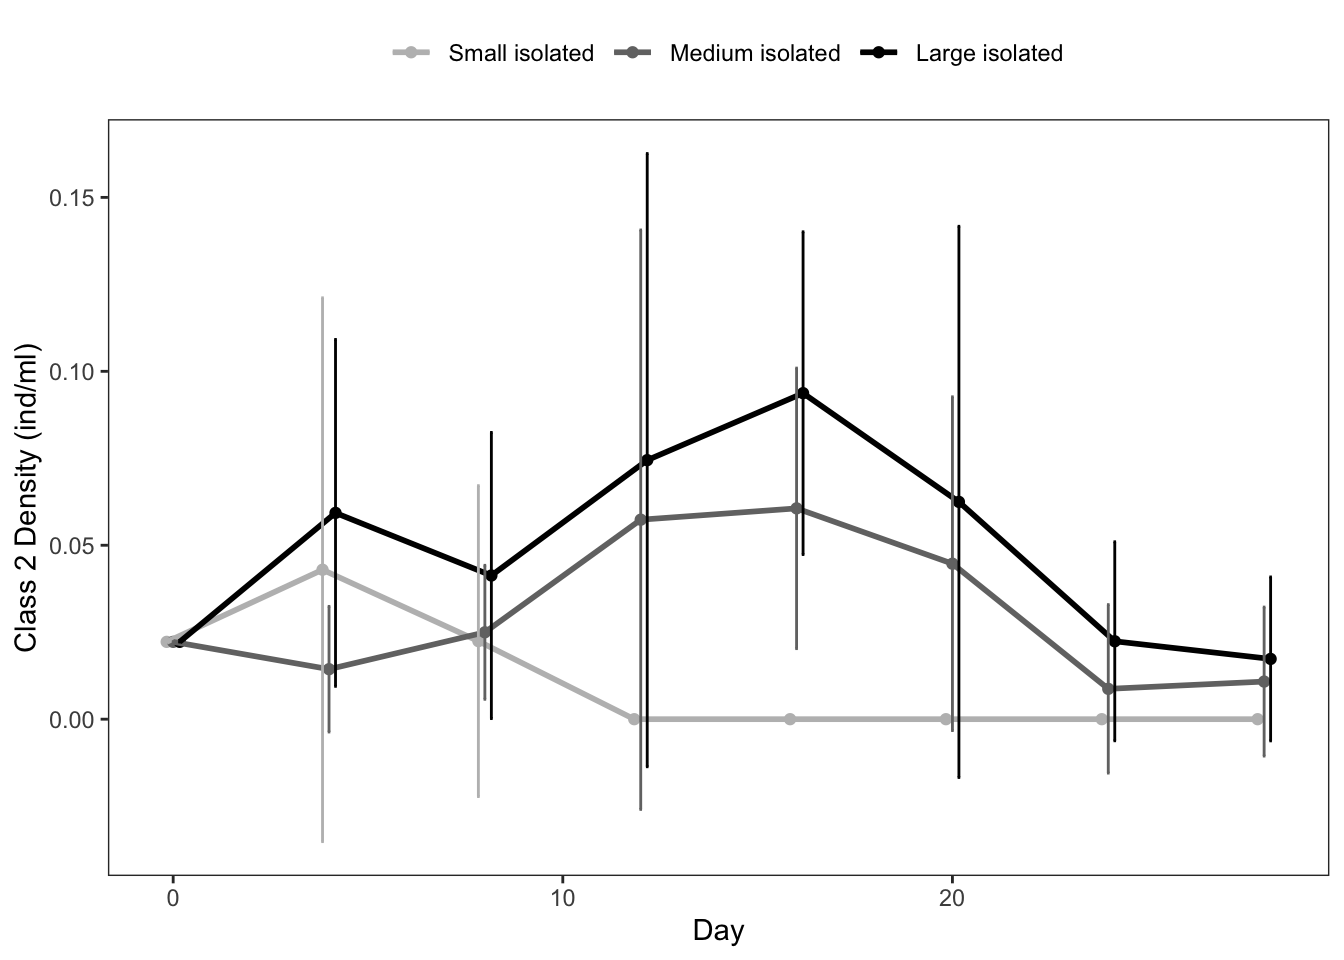 Small isolated Medium isolated Large isolated
0.15
0.10
0.05
0.00
Class 2 Density (ind/ml)
0 10 20
Day